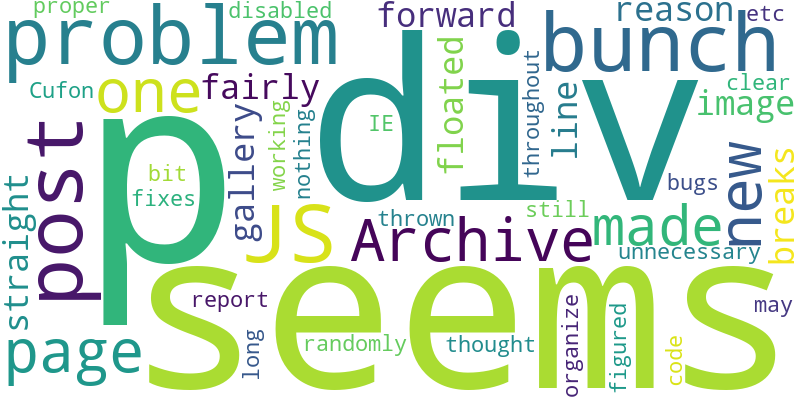 proper
disabled
forward
reason
etc
problem
bunch
Cufon
one
fairly
working
floated
throughout
line
clear
image
post
p
bit
fixes
gallery
nothing
IE
div
new
bugs
breaks
straight
JS
thrown
still
Archive
made
unnecessary
page
seems
report
long
randomly
thought
organize
figured
code
may